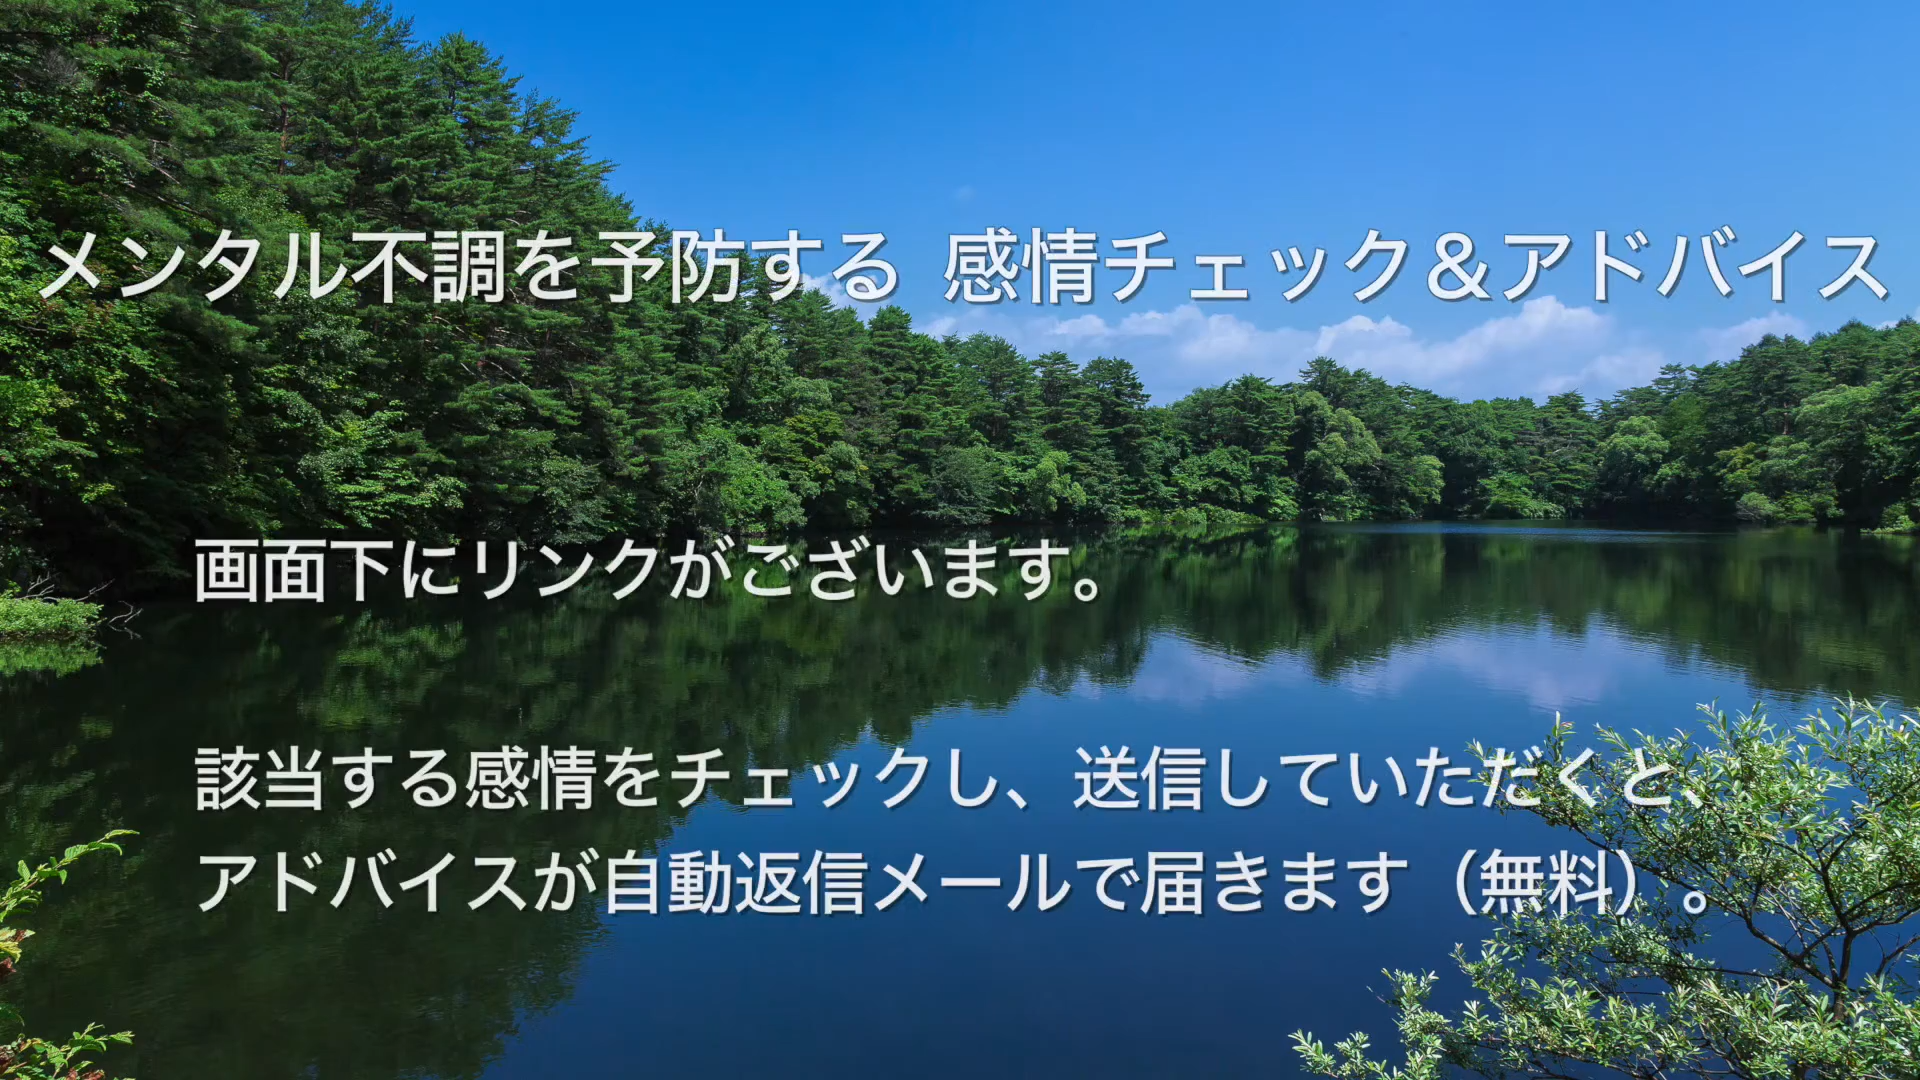 メンタル不調を予防する 感情チェック＆アドバイス
画面下にリンクがございます。
該当する感情をチェックし、送信していただくと、
アドバイスが自動返信メールで届きます（無料）。